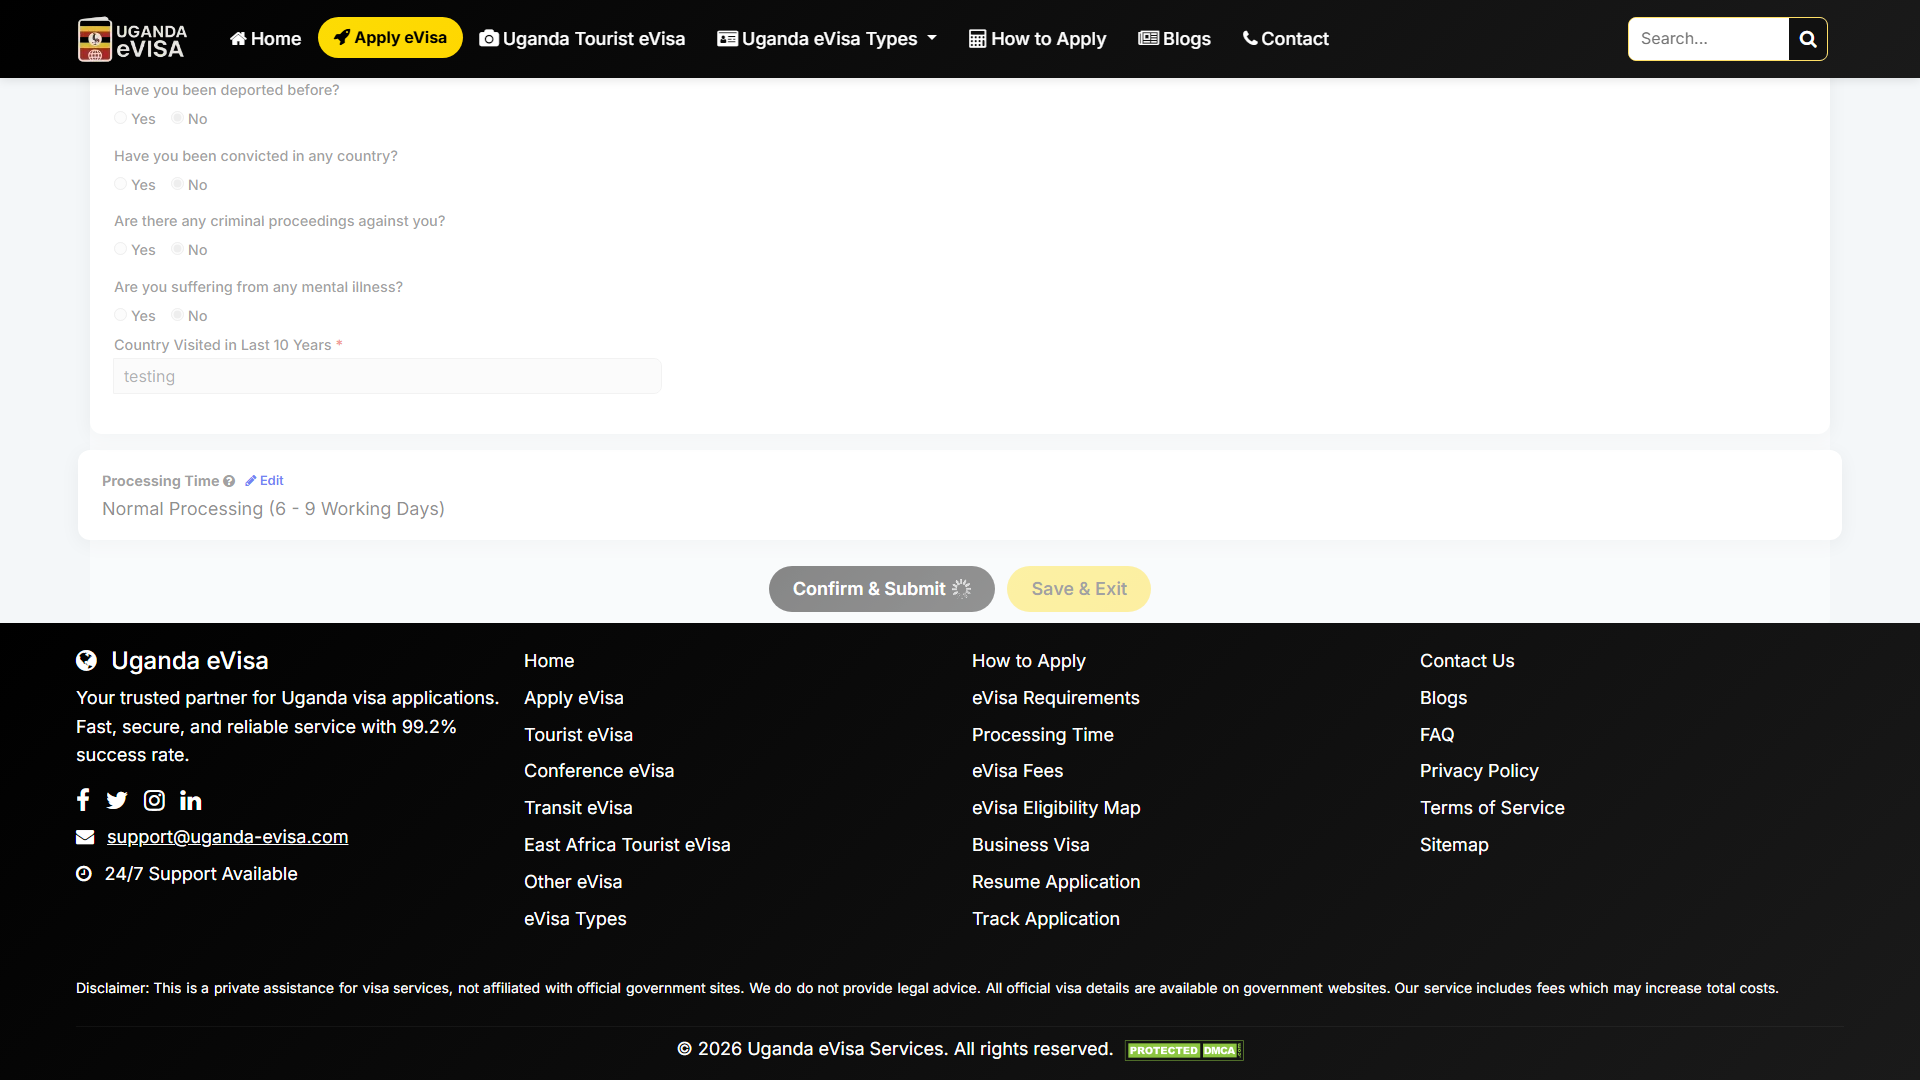 UGANDA
eVISA
Home
Apply eVisa
Uganda Tourist eVisa
Uganda eVisa Types
How to Apply
Blogs
Contact
Search...
Have you been deported before?
Yes No
Have you been convicted in any country?
Yes No
Are there any criminal proceedings against you?
Yes No
Are you suffering from any mental illness?
Yes No
Country Visited in Last 10 Years *
testing
Processing Time Edit
Normal Processing (6 - 9 Working Days)
Confirm & Submit
Save & Exit
Uganda eVisa
Your trusted partner for Uganda visa applications.
Fast, secure, and reliable service with 99.2%
success rate.
support@uganda-evisa.com
24/7 Support Available
Home
Apply eVisa
Tourist eVisa
Conference eVisa
Transit eVisa
East Africa Tourist eVisa
Other eVisa
eVisa Types
How to Apply
eVisa Requirements
Processing Time
eVisa Fees
eVisa Eligibility Map
Business Visa
Resume Application
Track Application
Contact Us
Blogs
FAQ
Privacy Policy
Terms of Service
Sitemap
Disclaimer: This is a private assistance for visa services, not affiliated with official government sites. We do do not provide legal advice. All official visa details are available on government websites. Our service includes fees which may increase total costs.
© 2026 Uganda eVisa Services. All rights reserved.
PROTECTED DMCA